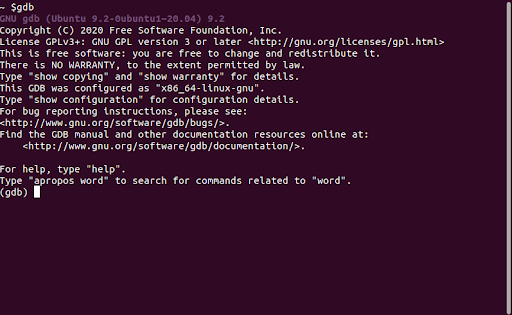 ~ $gdb
GNU gdb (Ubuntu 9.2-0ubuntu1~20.04) 9.2
Copyright (C) 2020 Free Software Foundation, Inc.
License GPLv3+: GNU GPL version 3 or later <http://gnu.org/licenses/gpl.html>
This is free software: you are free to change and redistribute it.
There is NO WARRANTY, to the extent permitted by law.
Type "show copying" and "show warranty" for details.
This GDB was configured as "x86_64-linux-gnu".
Type "show configuration" for configuration details.
For bug reporting instructions, please see:
<http://www.gnu.org/software/gdb/bugs/>.
Find the GDB manual and other documentation resources online at:
    <http://www.gnu.org/software/gdb/documentation/>.

For help, type "help".
Type "apropos word" to search for commands related to "word".
(gdb)